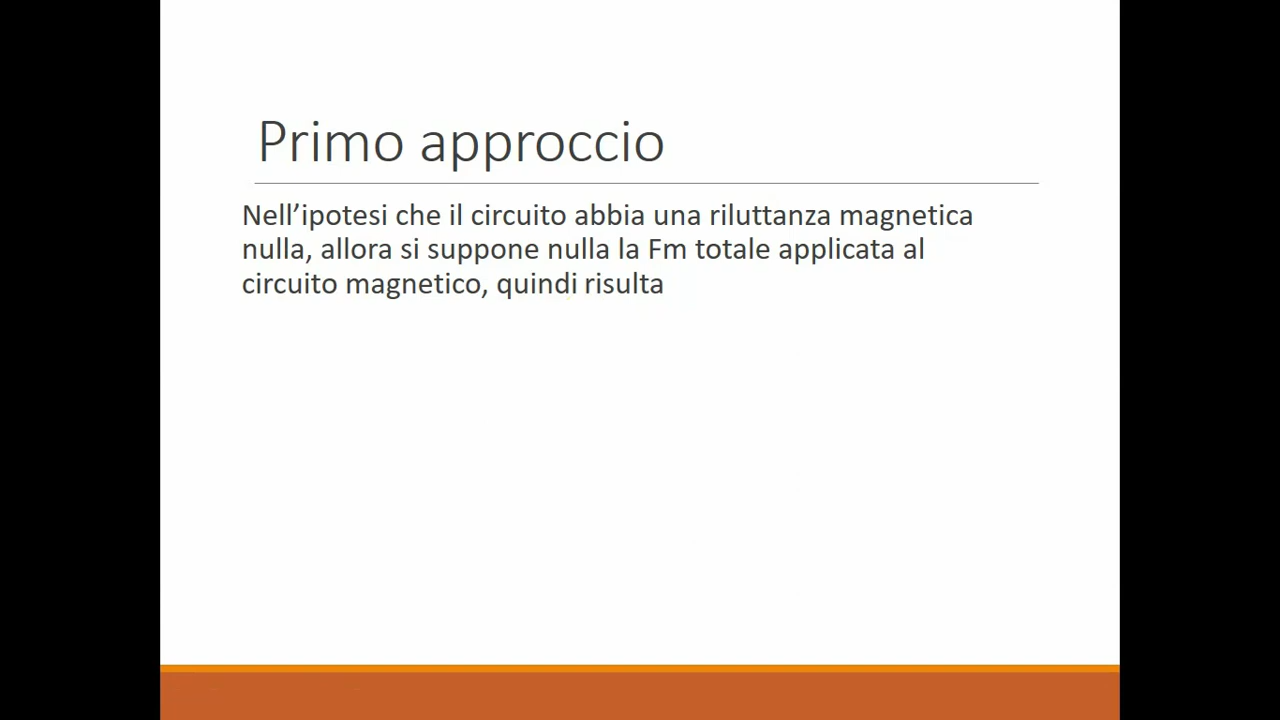 Primo approccio
Nell’ipotesi che il circuito abbia una riluttanza magnetica
nulla, allora si suppone nulla la Fm totale applicata al
circuito magnetico, quindi risulta